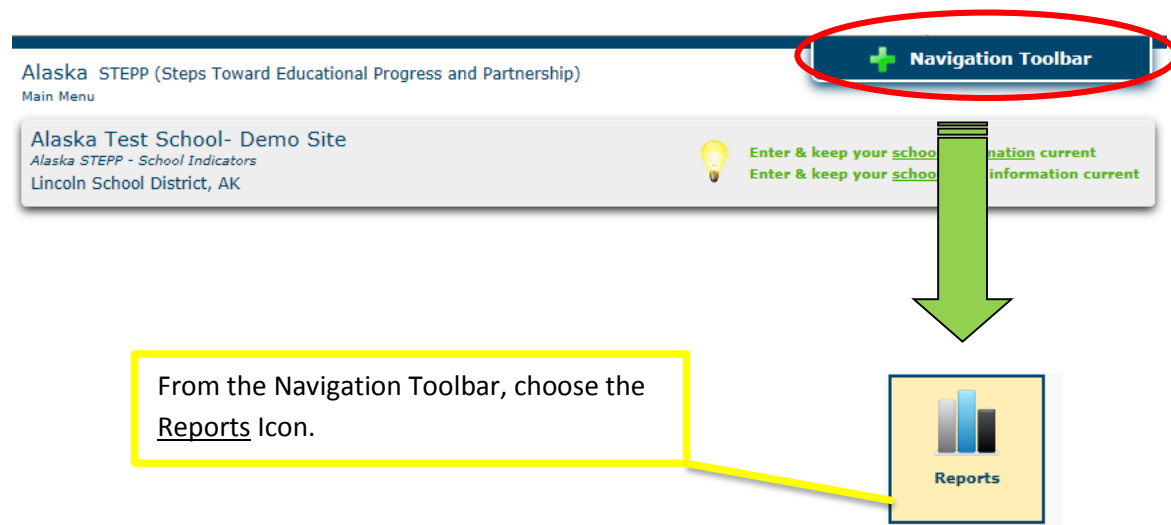 Navigation Toolbar
Alaska STEPP (Steps Toward Educational Progress and Partnership)
Main Menu
Alaska Test School- Demo Site
Alaska STEPP - School Indicators
Lincoln School District, AK
Enter & keep your current
Enter & keep your information current
From the Navigation Toolbar, choose the
Reports Icon.
Reports